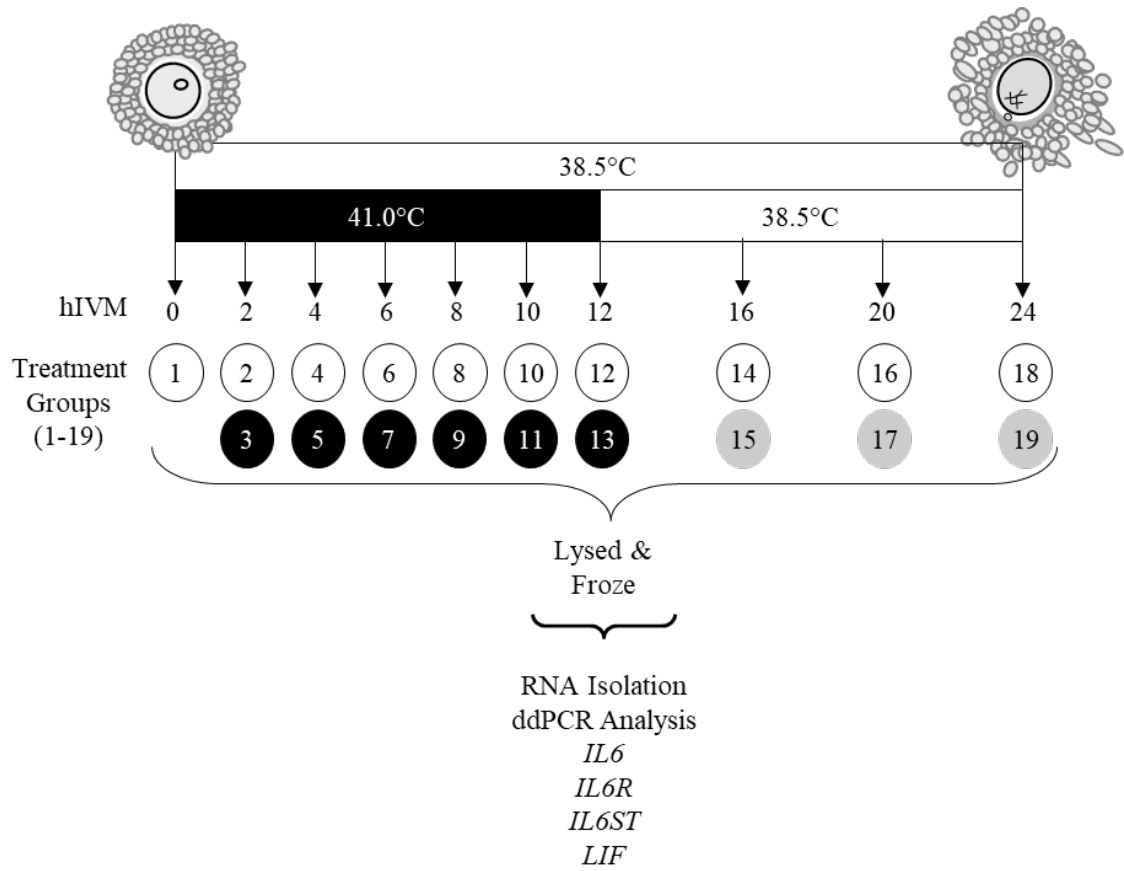 38.5°C
41.0°C 38.5°C
hIVM 0 2 4 6 8 10 12 16 20 24
Treatment
Groups
(1-19)
1 2 4 6 8 10 12 14 16 18
3 5 7 9 11 13 15 17 19
Lysed &
Froze
RNA Isolation
ddPCR Analysis
IL6
IL6R
IL6ST
LIF